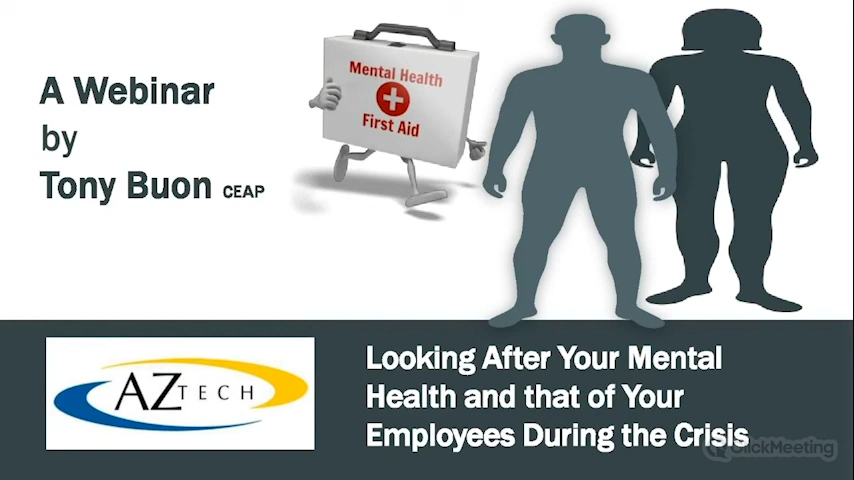 A Webinar
by
Tony Buon CEAP
Mental Health
First Aid
AZTECH
Looking After Your Mental
Health and that of Your
Employees During the Crisis
ClickMeeting